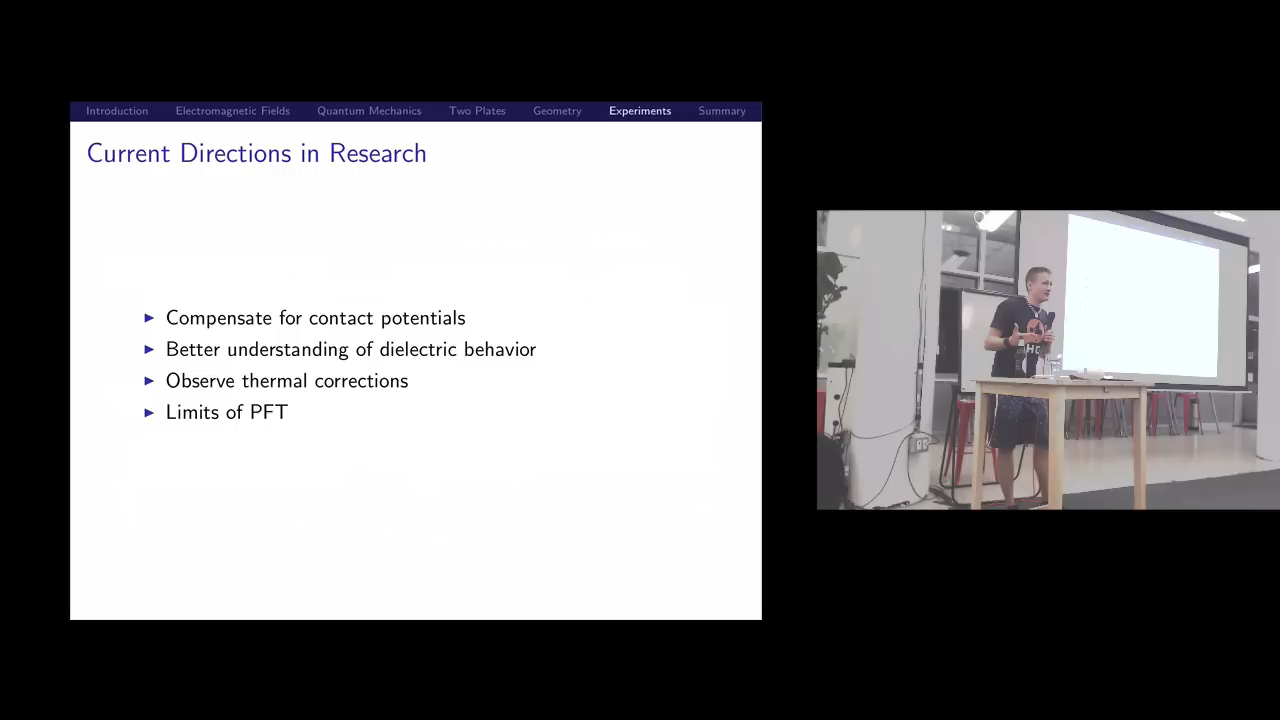 Introduction Electromagnetic Fields Quantum Mechanics Two Plates Geometry Experiments Summary
Current Directions in Research
▶ Compensate for contact potentials
▶ Better understanding of dielectric behavior
▶ Observe thermal corrections
▶ Limits of PFT